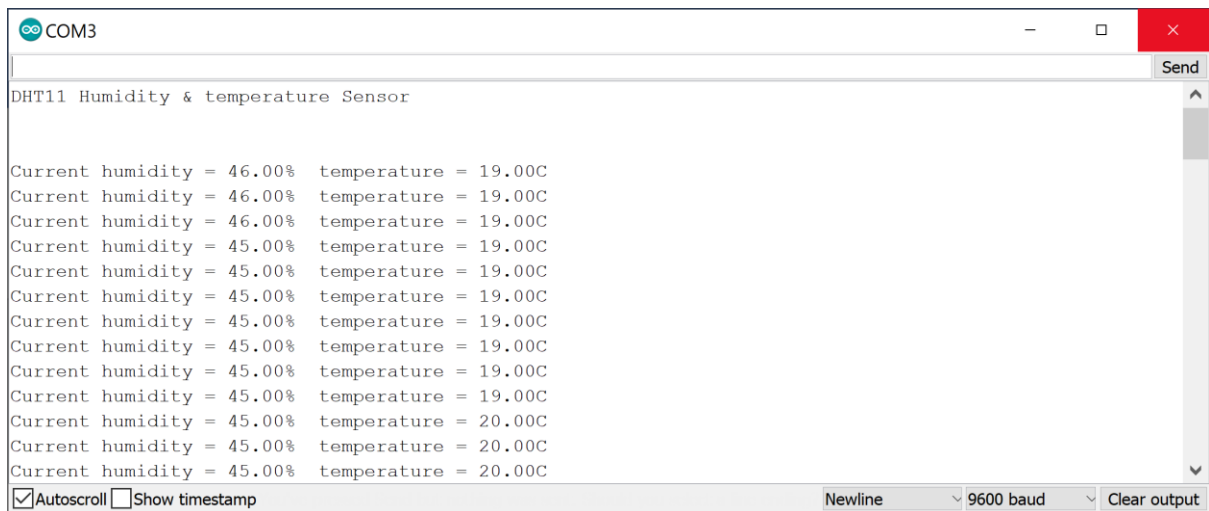 COM3
Send
DHT11 Humidity & temperature Sensor
Current humidity = 46.00%  temperature = 19.00C
Current humidity = 46.00%  temperature = 19.00C
Current humidity = 46.00%  temperature = 19.00C
Current humidity = 45.00%  temperature = 19.00C
Current humidity = 45.00%  temperature = 19.00C
Current humidity = 45.00%  temperature = 19.00C
Current humidity = 45.00%  temperature = 19.00C
Current humidity = 45.00%  temperature = 19.00C
Current humidity = 45.00%  temperature = 19.00C
Current humidity = 45.00%  temperature = 19.00C
Current humidity = 45.00%  temperature = 20.00C
Current humidity = 45.00%  temperature = 20.00C
Current humidity = 45.00%  temperature = 20.00C
Autoscroll Show timestamp Newline 9600 baud Clear output